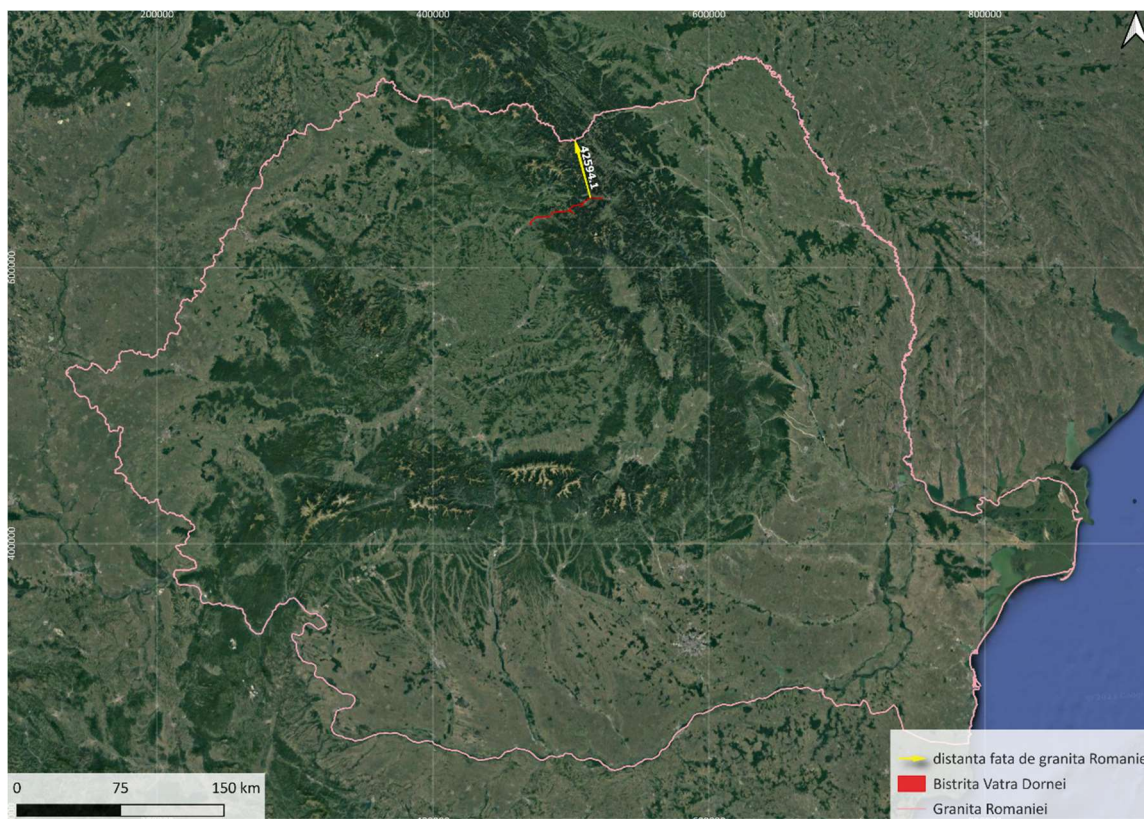 200000
400000
600000
800000
42594.1
600000
400000
0 75 150 km
distanta fata de granita Romanie
Bistrita Vatra Dornei
Granita Romaniei